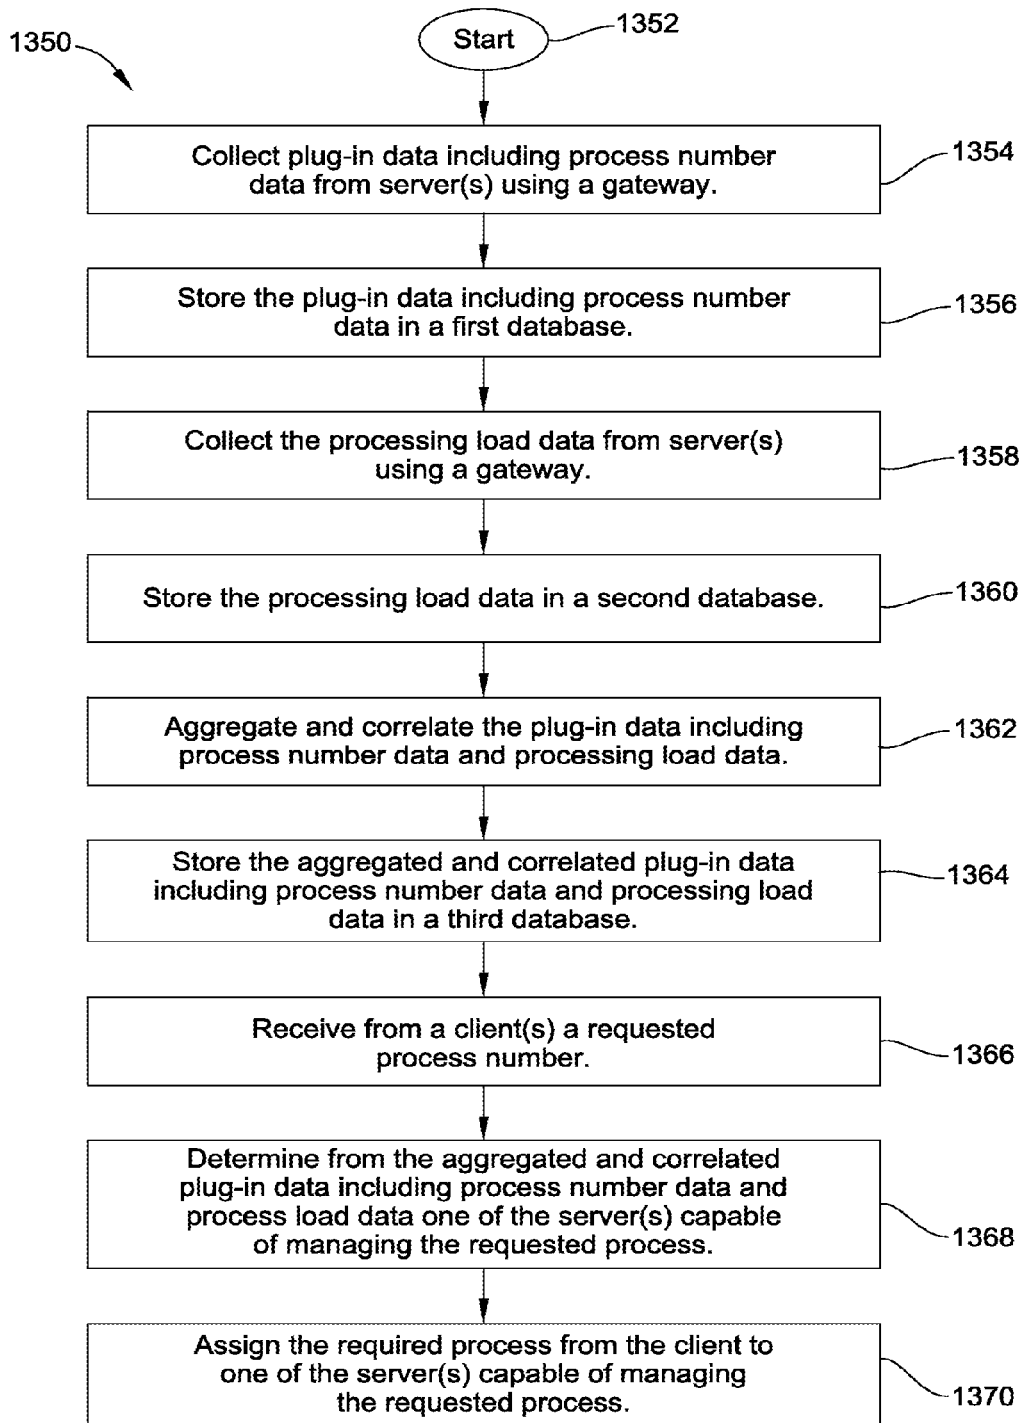 1350
Start
1352
Collect plug-in data including process number
data from server(s) using a gateway.
1354
Store the plug-in data including process number
data in a first database.
1356
Collect the processing load data from server(s)
using a gateway.
1358
Store the processing load data in a second database.
1360
Aggregate and correlate the plug-in data including
process number data and processing load data.
1362
Store the aggregated and correlated plug-in data
including process number data and processing load
data in a third database.
1364
Receive from a client(s) a requested
process number.
1366
Determine from the aggregated and correlated
plug-in data including process number data and
process load data one of the server(s) capable
of managing the requested process.
1368
Assign the required process from the client to
one of the server(s) capable of managing
the requested process.
1370